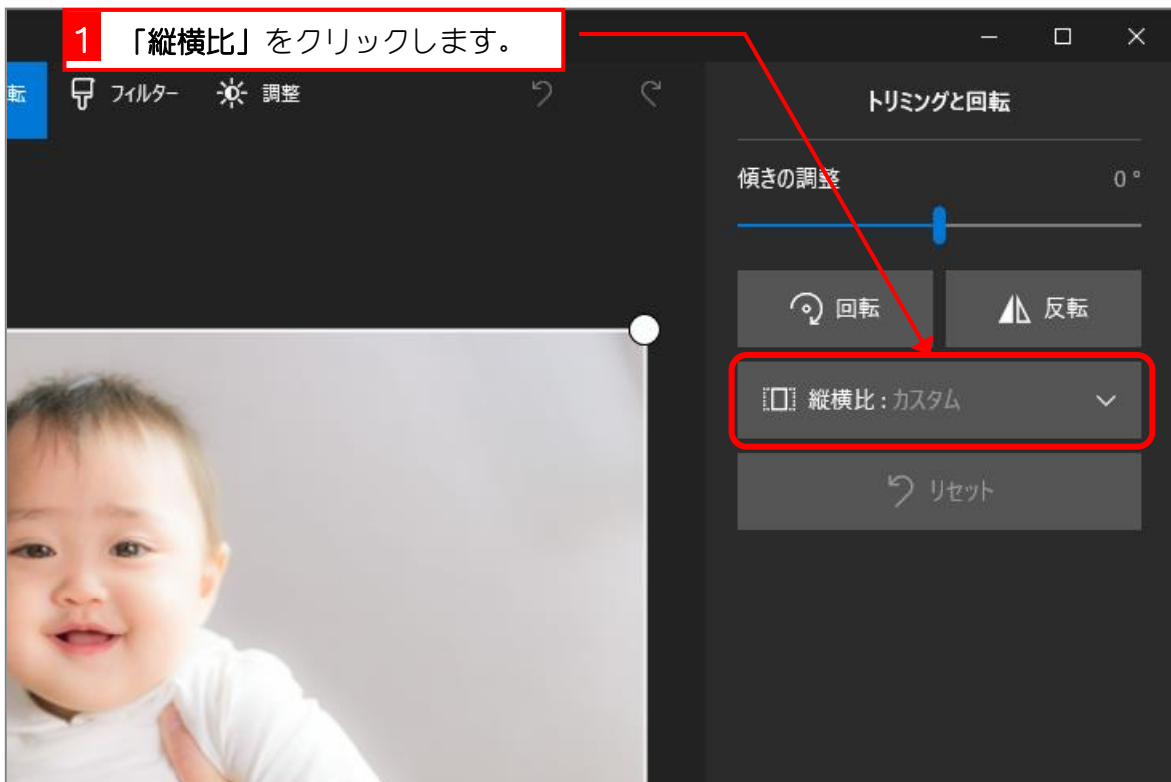 1 「縦横比」をクリックします。
転 フィルター 調整
トリミングと回転
傾きの調整 0°
回転 反転
縦横比：カスタム
リセット